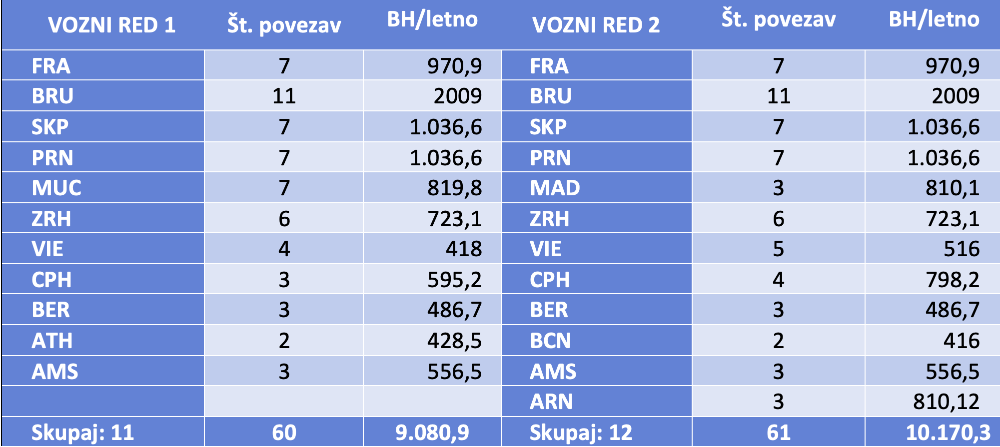 VOZNI RED 1 Št. povezav BH/letno VOZNI RED 2 Št. povezav BH/letno
FRA 7 970,9 FRA 7 970,9
BRU 11 2009 BRU 11 2009
SKP 7 1.036,6 SKP 7 1.036,6
PRN 7 1.036,6 PRN 7 1.036,6
MUC 7 819,8 MAD 3 810,1
ZRH 6 723,1 ZRH 6 723,1
VIE 4 418 VIE 5 516
CPH 3 595,2 CPH 4 798,2
BER 3 486,7 BER 3 486,7
ATH 2 428,5 BCN 2 416
AMS 3 556,5 AMS 3 556,5
ARN 3 810,12
Skupaj: 11 60 9.080,9 Skupaj: 12 61 10.170,3